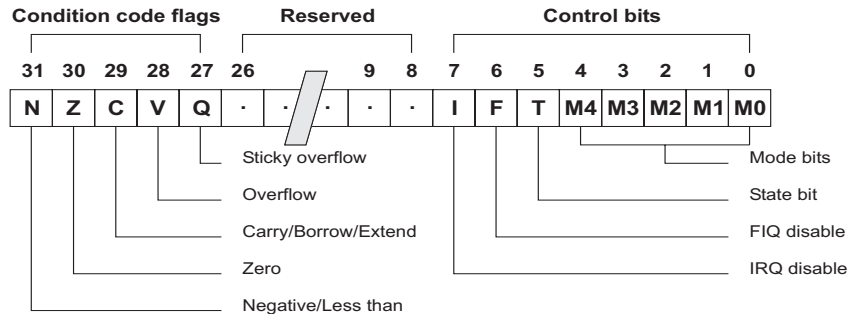 Condition code flags Reserved Control bits
31 30 29 28 27 26 9 8 7 6 5 4 3 2 1 0
N Z C V Q · · · · · I F T M4 M3 M2 M1 M0
Sticky overflow Mode bits
Overflow State bit
Carry/Borrow/Extend FIQ disable
Zero IRQ disable
Negative/Less than